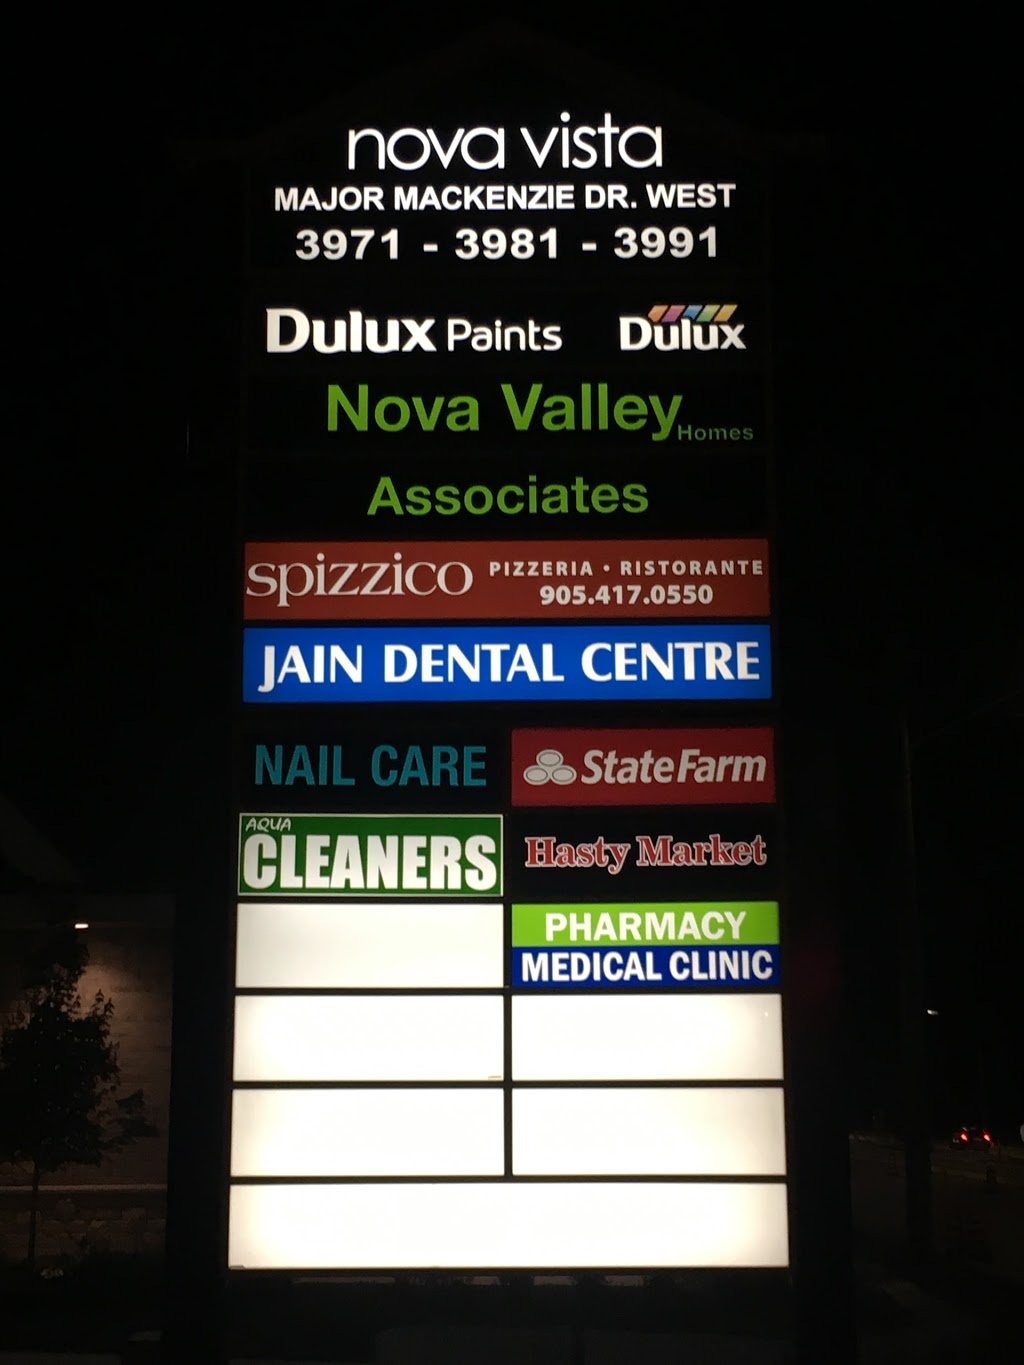 nova vista
MAJOR MACKENZIE DR. WEST
3971 - 3981 - 3991
Dulux Paints Dulux
Nova Valley Homes
Associates
spizzico PIZZERIA • RISTORANTE
905.417.0550
JAIN DENTAL CENTRE
NAIL CARE
StateFarm
AQUA
CLEANERS
Hasty Market
PHARMACY
MEDICAL CLINIC